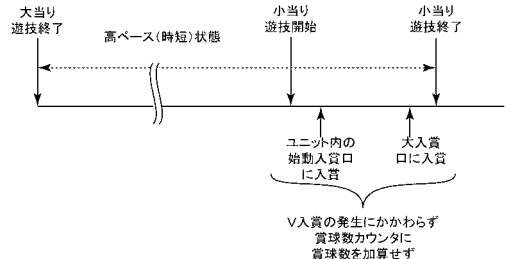 大当り
遊技終了
高ベース(時短)状態
小当り
遊技開始
小当り
遊技終了
ユニット内の
始動入賞口
に入賞
大入賞
口に入賞
V入賞の発生にかかわらず
賞球数カウンタに
賞球数を加算せず